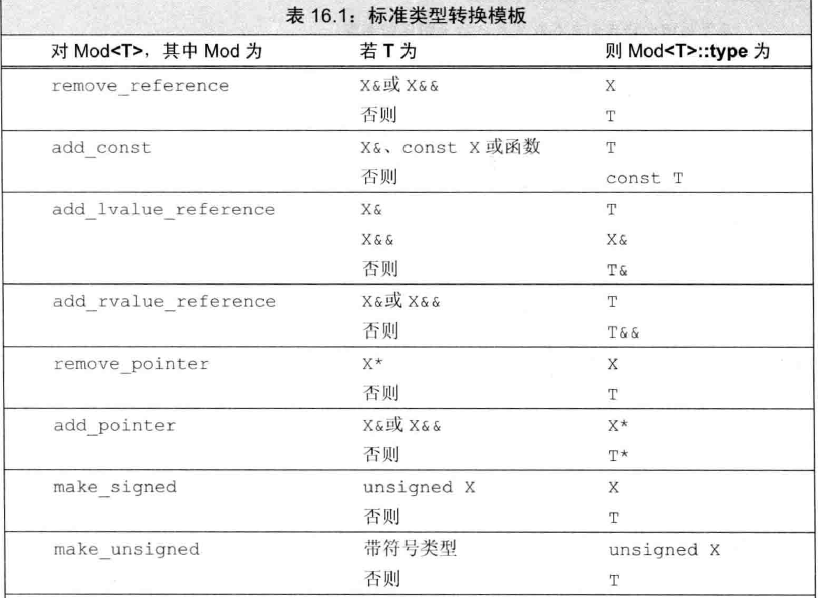 表 16.1：标准类型转换模板
对 Mod<T>，其中 Mod 为 若 T 为 则 Mod<T>::type 为
remove_reference X&或 X&& X
否则 T
add_const X&、const X 或函数 T
否则 const T
add_lvalue_reference X& T
X&& X&
否则 T&
add_rvalue_reference X&或 X&& T
否则 T&&
remove_pointer X* X
否则 T
add_pointer X&或 X&& X*
否则 T*
make_signed unsigned X X
否则 T
make_unsigned 带符号类型 unsigned X
否则 T